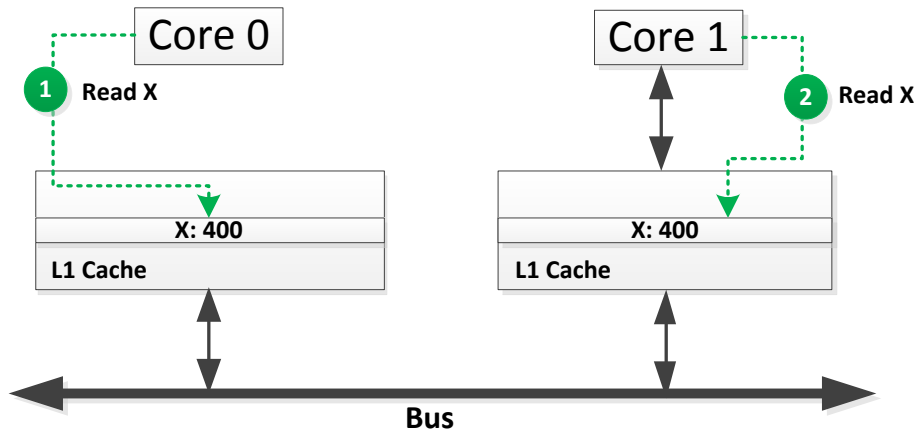 Core 0
Core 1
1
Read X
2
Read X
X: 400
X: 400
L1 Cache
L1 Cache
Bus